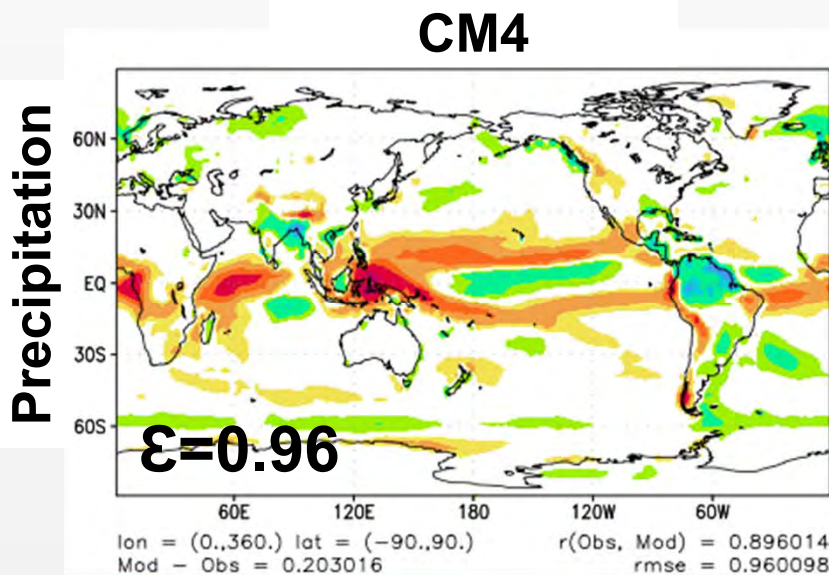 CM4
Precipitation
60N
30N
EQ
30S
60S
Ɛ=0.96
60E 120E 180 120W 60W
lon = (0.,360.) lat = (-90.,90.) r(Obs, Mod) = 0.896014
Mod - Obs = 0.203016 rmse = 0.960098